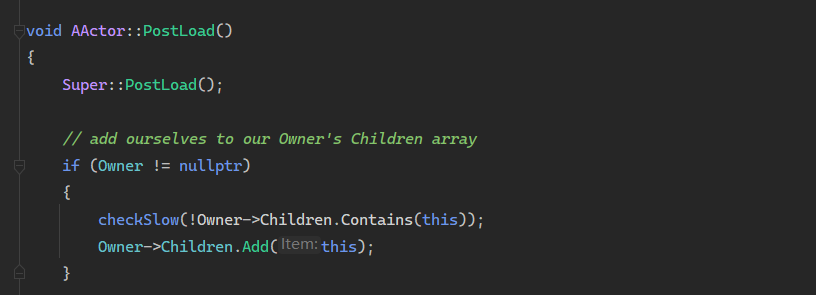 void AActor::PostLoad()
{
    Super::PostLoad();

    // add ourselves to our Owner's Children array
    if (Owner != nullptr)
    {
        checkSlow(!Owner->Children.Contains(this));
        Owner->Children.Add( Item: this);
    }